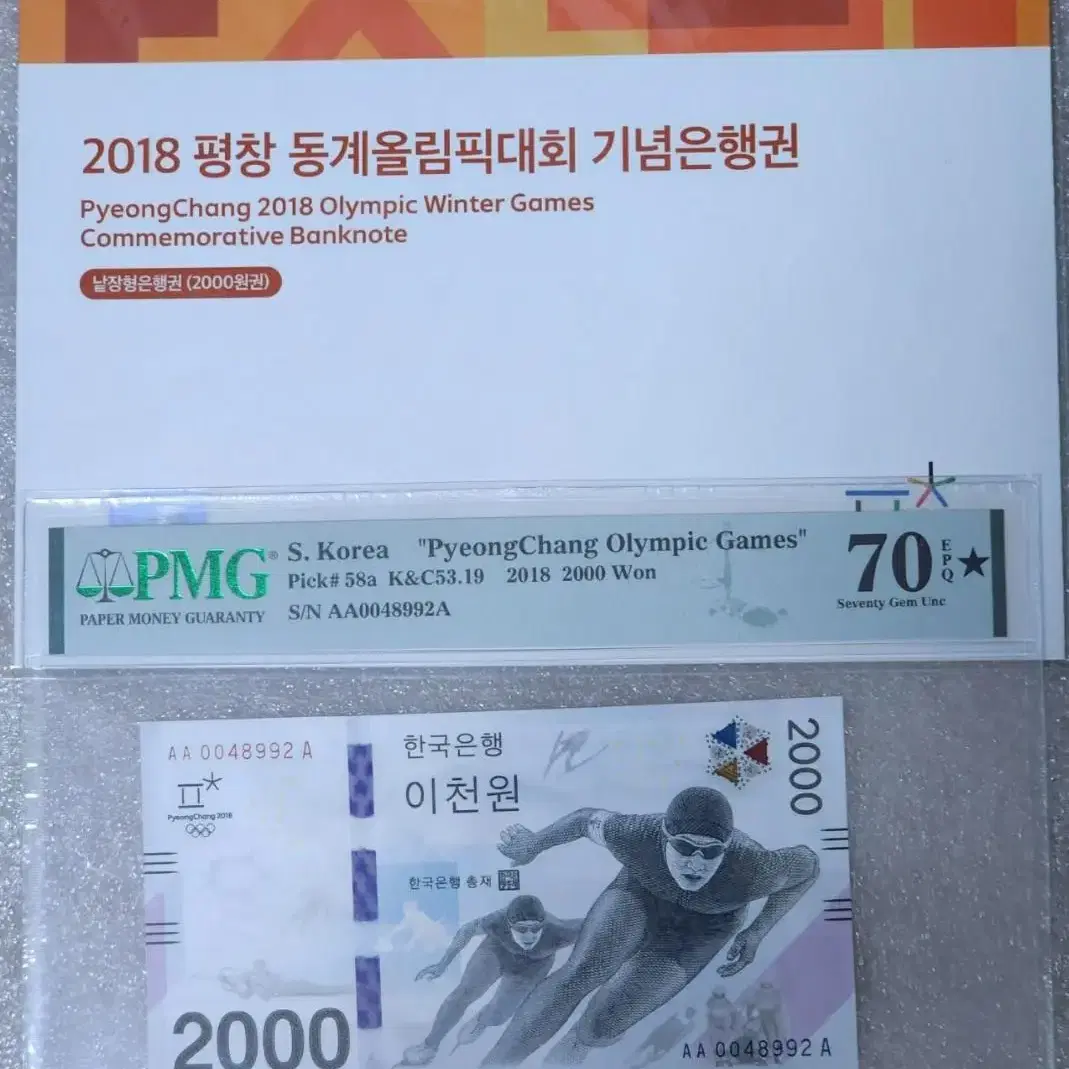 2018 평창 동계올림픽대회 기념은행권
PyeongChang 2018 Olympic Winter Games
Commemorative Banknote
낱장형은행권 (2000원권)
PMG®
PAPER MONEY GUARANTY
S. Korea "PyeongChang Olympic Games"
Pick# 58a K&C53.19 2018 2000 Won
S/N AA0048992A
70 EPQ ★
Seventy Gem Unc
AA 0048992 A
PyeongChang 2018
한국은행
이천원
2000
한국은행 총재
2000
AA 0048992 A